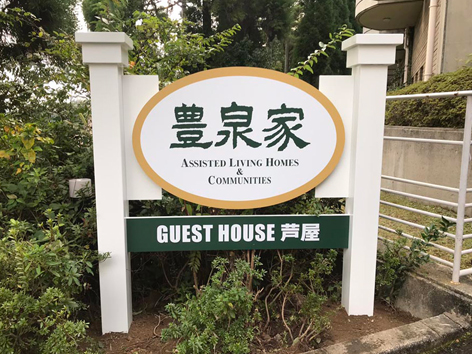 豊泉家
ASSISTED LIVING HOMES
&
COMMUNITIES
GUEST HOUSE 芦屋